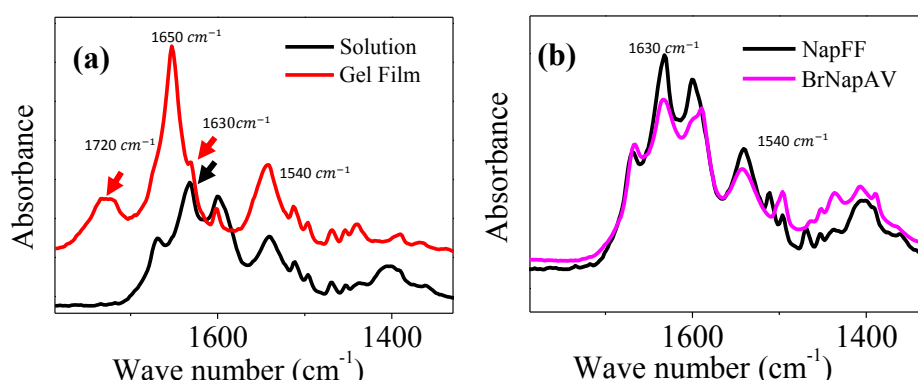 (a)
1650 cm⁻¹
Solution
Gel Film
1720 cm⁻¹
1630cm⁻¹
1540 cm⁻¹
Absorbance
1600
1400
Wave number (cm⁻¹)
(b)
1630 cm⁻¹
NapFF
BrNapAV
1540 cm⁻¹
Absorbance
1600
1400
Wave number (cm⁻¹)